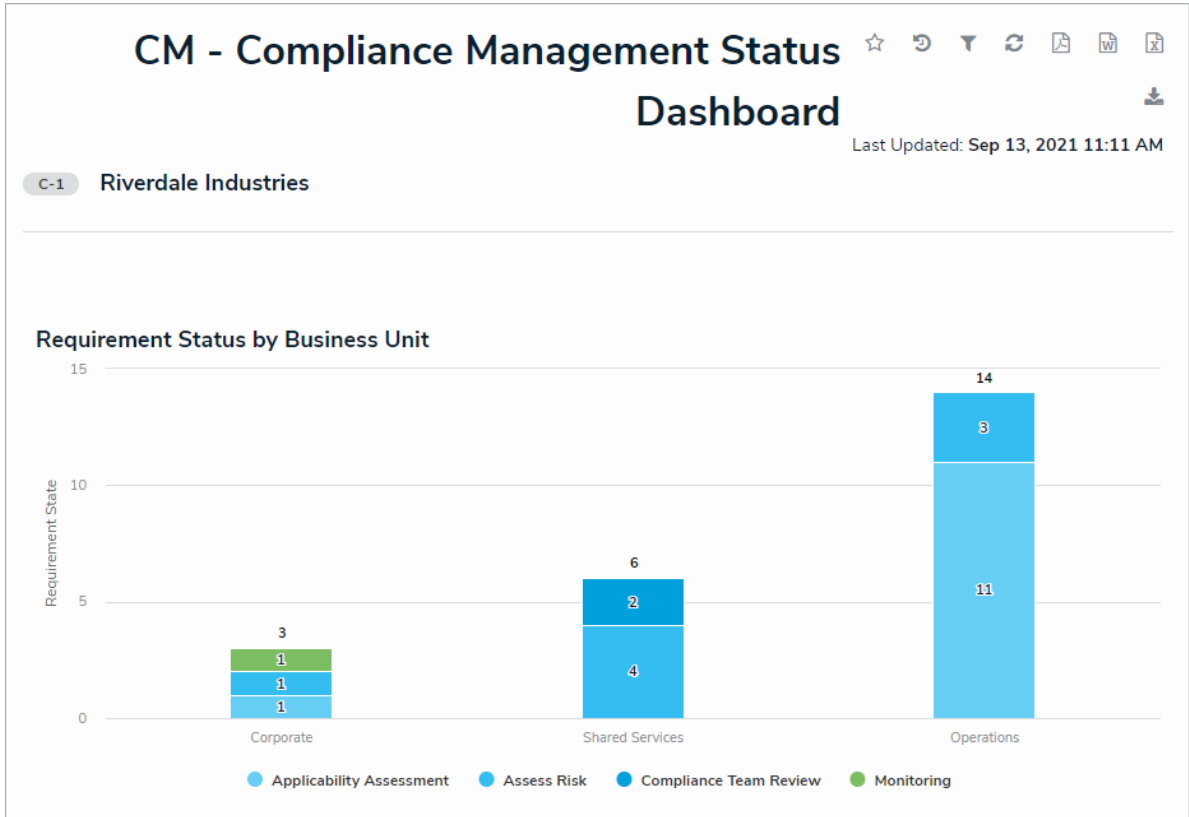 CM - Compliance Management Status
Dashboard
Last Updated: Sep 13, 2021 11:11 AM
C-1 Riverdale Industries
Requirement Status by Business Unit
15
14
3
10
Requirement State
6
11
5
2
3
4
1
1
1
0
Corporate Shared Services Operations
Applicability Assessment Assess Risk Compliance Team Review Monitoring